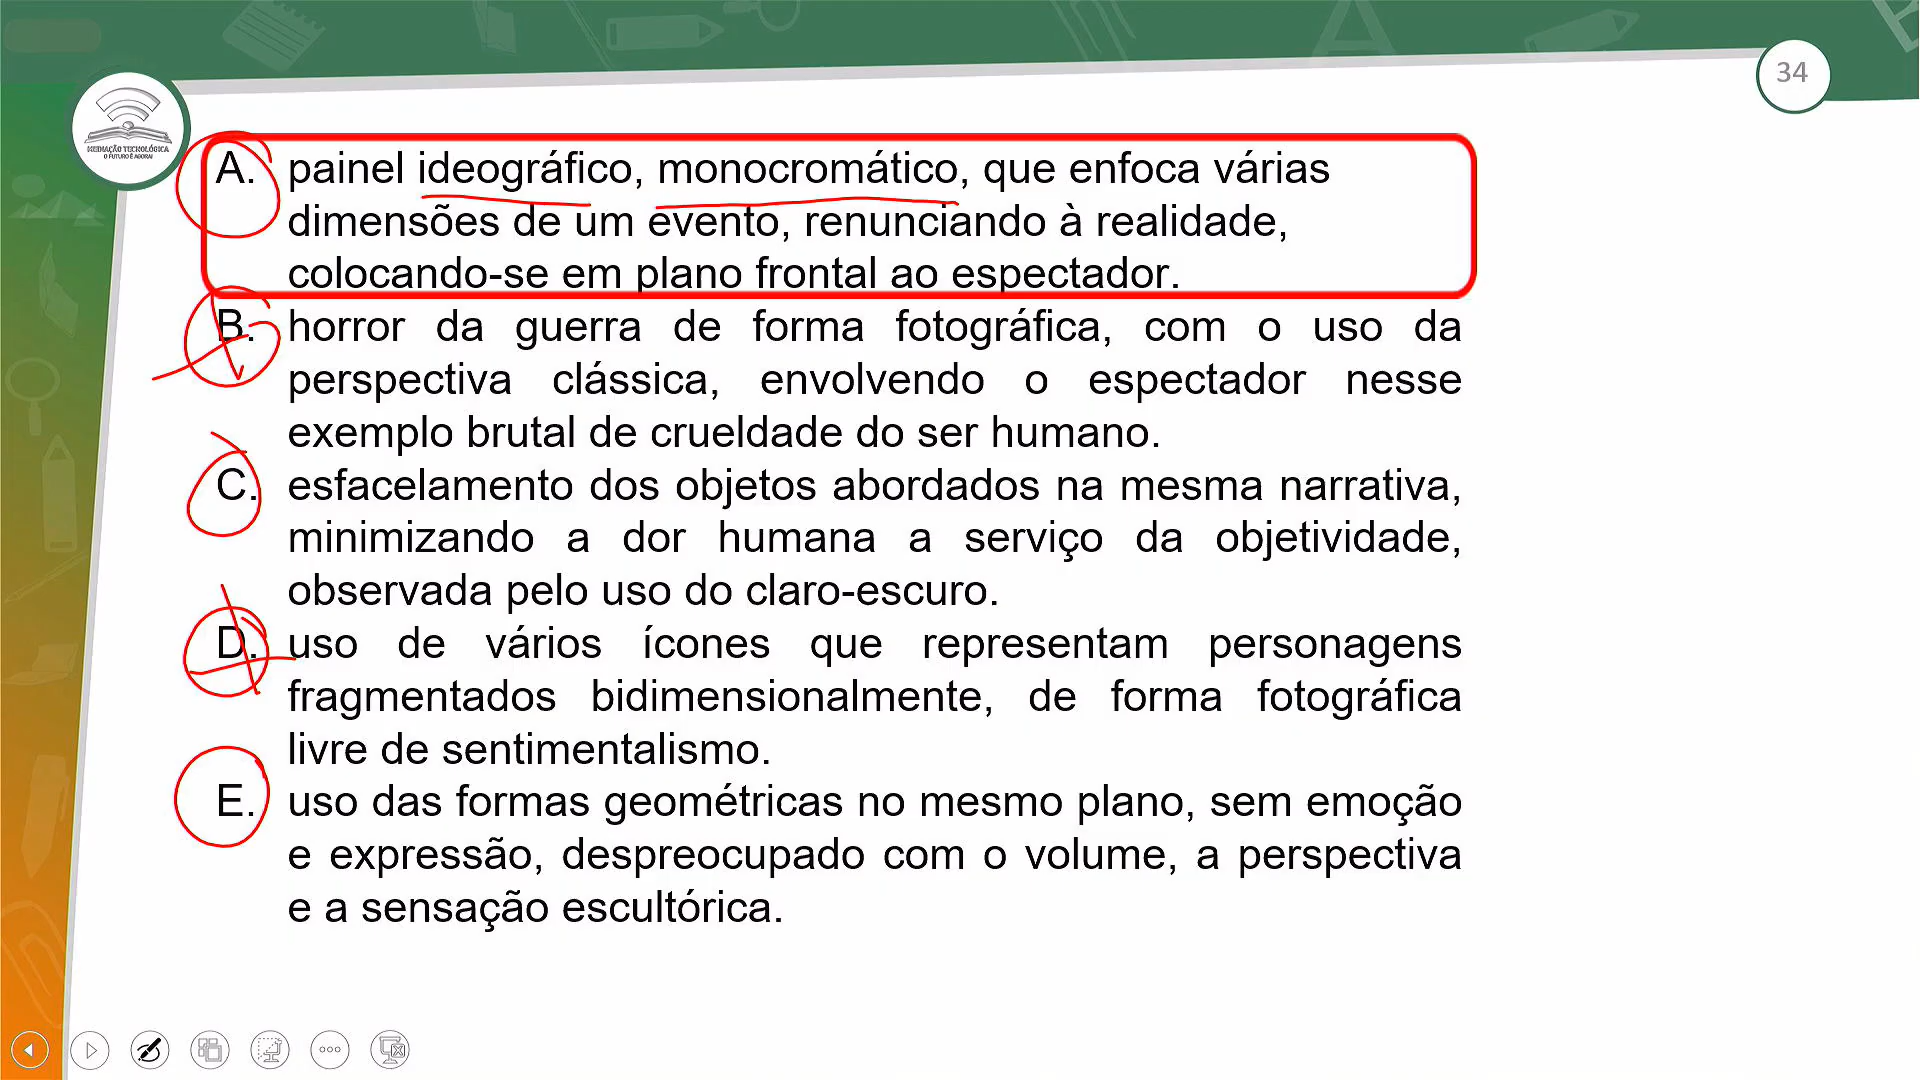 34
MEDIAÇÃO TECNOLÓGICA
O FUTURO É AGORA!
A. painel ideográfico, monocromático, que enfoca várias
dimensões de um evento, renunciando à realidade,
colocando-se em plano frontal ao espectador.
B. horror da guerra de forma fotográfica, com o uso da
perspectiva clássica, envolvendo o espectador nesse
exemplo brutal de crueldade do ser humano.
C. esfacelamento dos objetos abordados na mesma narrativa,
minimizando a dor humana a serviço da objetividade,
observada pelo uso do claro-escuro.
D. uso de vários ícones que representam personagens
fragmentados bidimensionalmente, de forma fotográfica
livre de sentimentalismo.
E. uso das formas geométricas no mesmo plano, sem emoção
e expressão, despreocupado com o volume, a perspectiva
e a sensação escultórica.